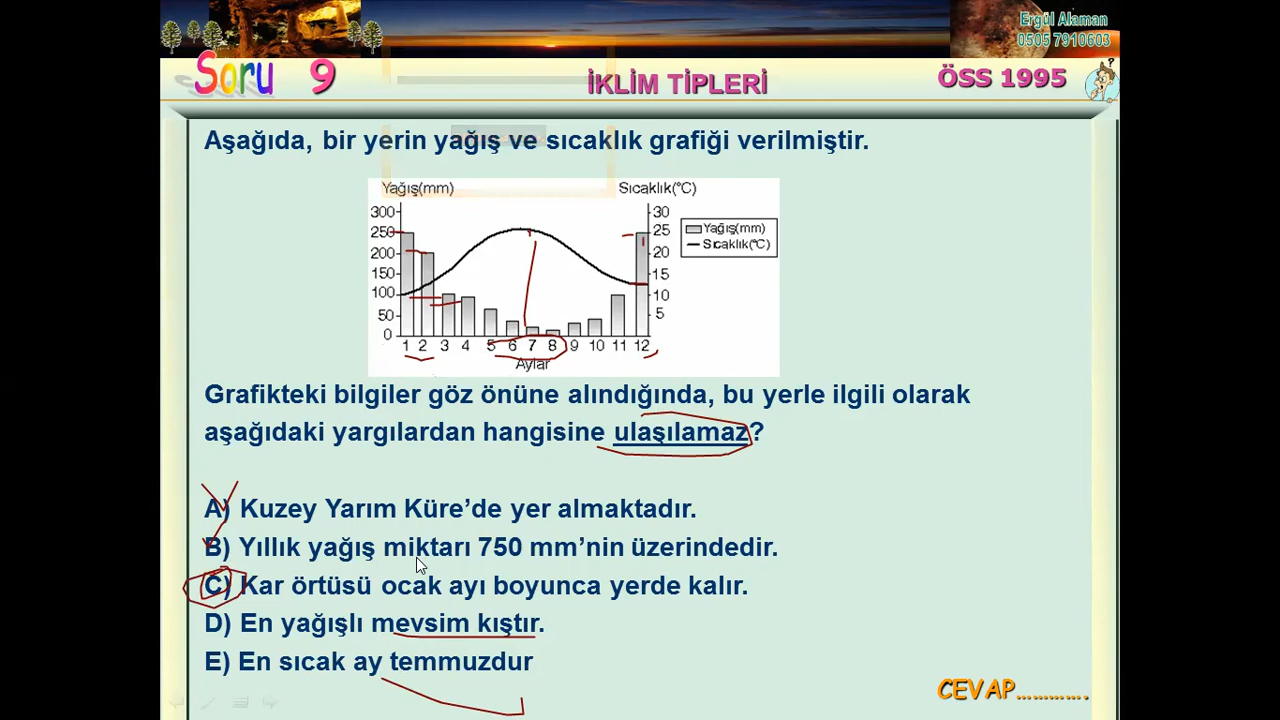 Ergül Alaman
0505 7910603
Soru 9
İKLİM TİPLERİ
ÖSS 1995
?
Aşağıda, bir yerin yağış ve sıcaklık grafiği verilmiştir.
Yağış(mm)
Sıcaklık(°C)
300
250
200
150
100
50
0
30
25
20
15
10
5
Yağış(mm)
Sıcaklık(°C)
1 2 3 4 5 6 7 8 9 10 11 12
Aylar
Grafikteki bilgiler göz önüne alındığında, bu yerle ilgili olarak
aşağıdaki yargılardan hangisine ulaşılamaz?
A) Kuzey Yarım Küre’de yer almaktadır.
B) Yıllık yağış miktarı 750 mm’nin üzerindedir.
C) Kar örtüsü ocak ayı boyunca yerde kalır.
D) En yağışlı mevsim kıştır.
E) En sıcak ay temmuzdur
CEVAP............